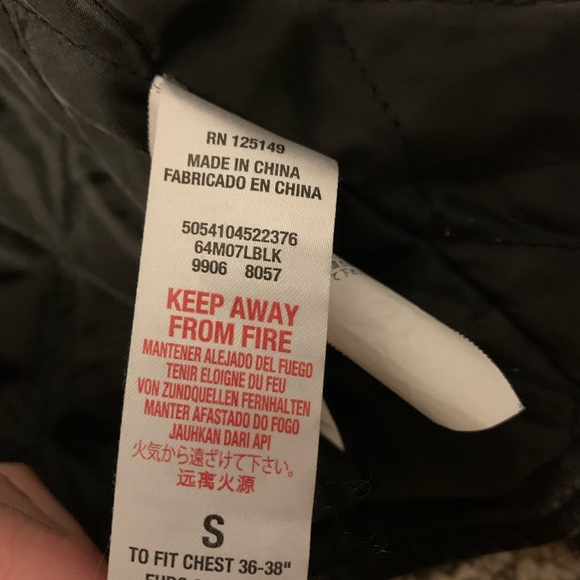 RN 125149
MADE IN CHINA
FABRICADO EN CHINA
5054104522376
64M07LBLK
9906 8057
KEEP AWAY
FROM FIRE
MANTENER ALEJADO DEL FUEGO
TENIR ELOIGNE DU FEU
VON ZUNDQUELLEN FERNHALTEN
MANTER AFASTADO DO FOGO
JAUHKAN DARI API
火気から遠ざけて下さい。
远离火源
S
TO FIT CHEST 36-38"